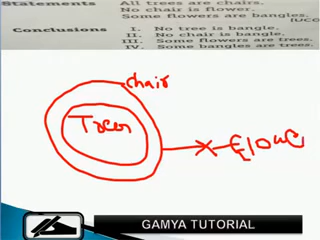 Statements All trees are chairs.
No chair is flower.
Some flowers are bangles.
(UCO
Conclusions I. No tree is bangle,
II. No chair is bangle,
III. Some flowers are trees.
IV. Some bangles are trees.
chair
Trees
GAMYA TUTORIAL